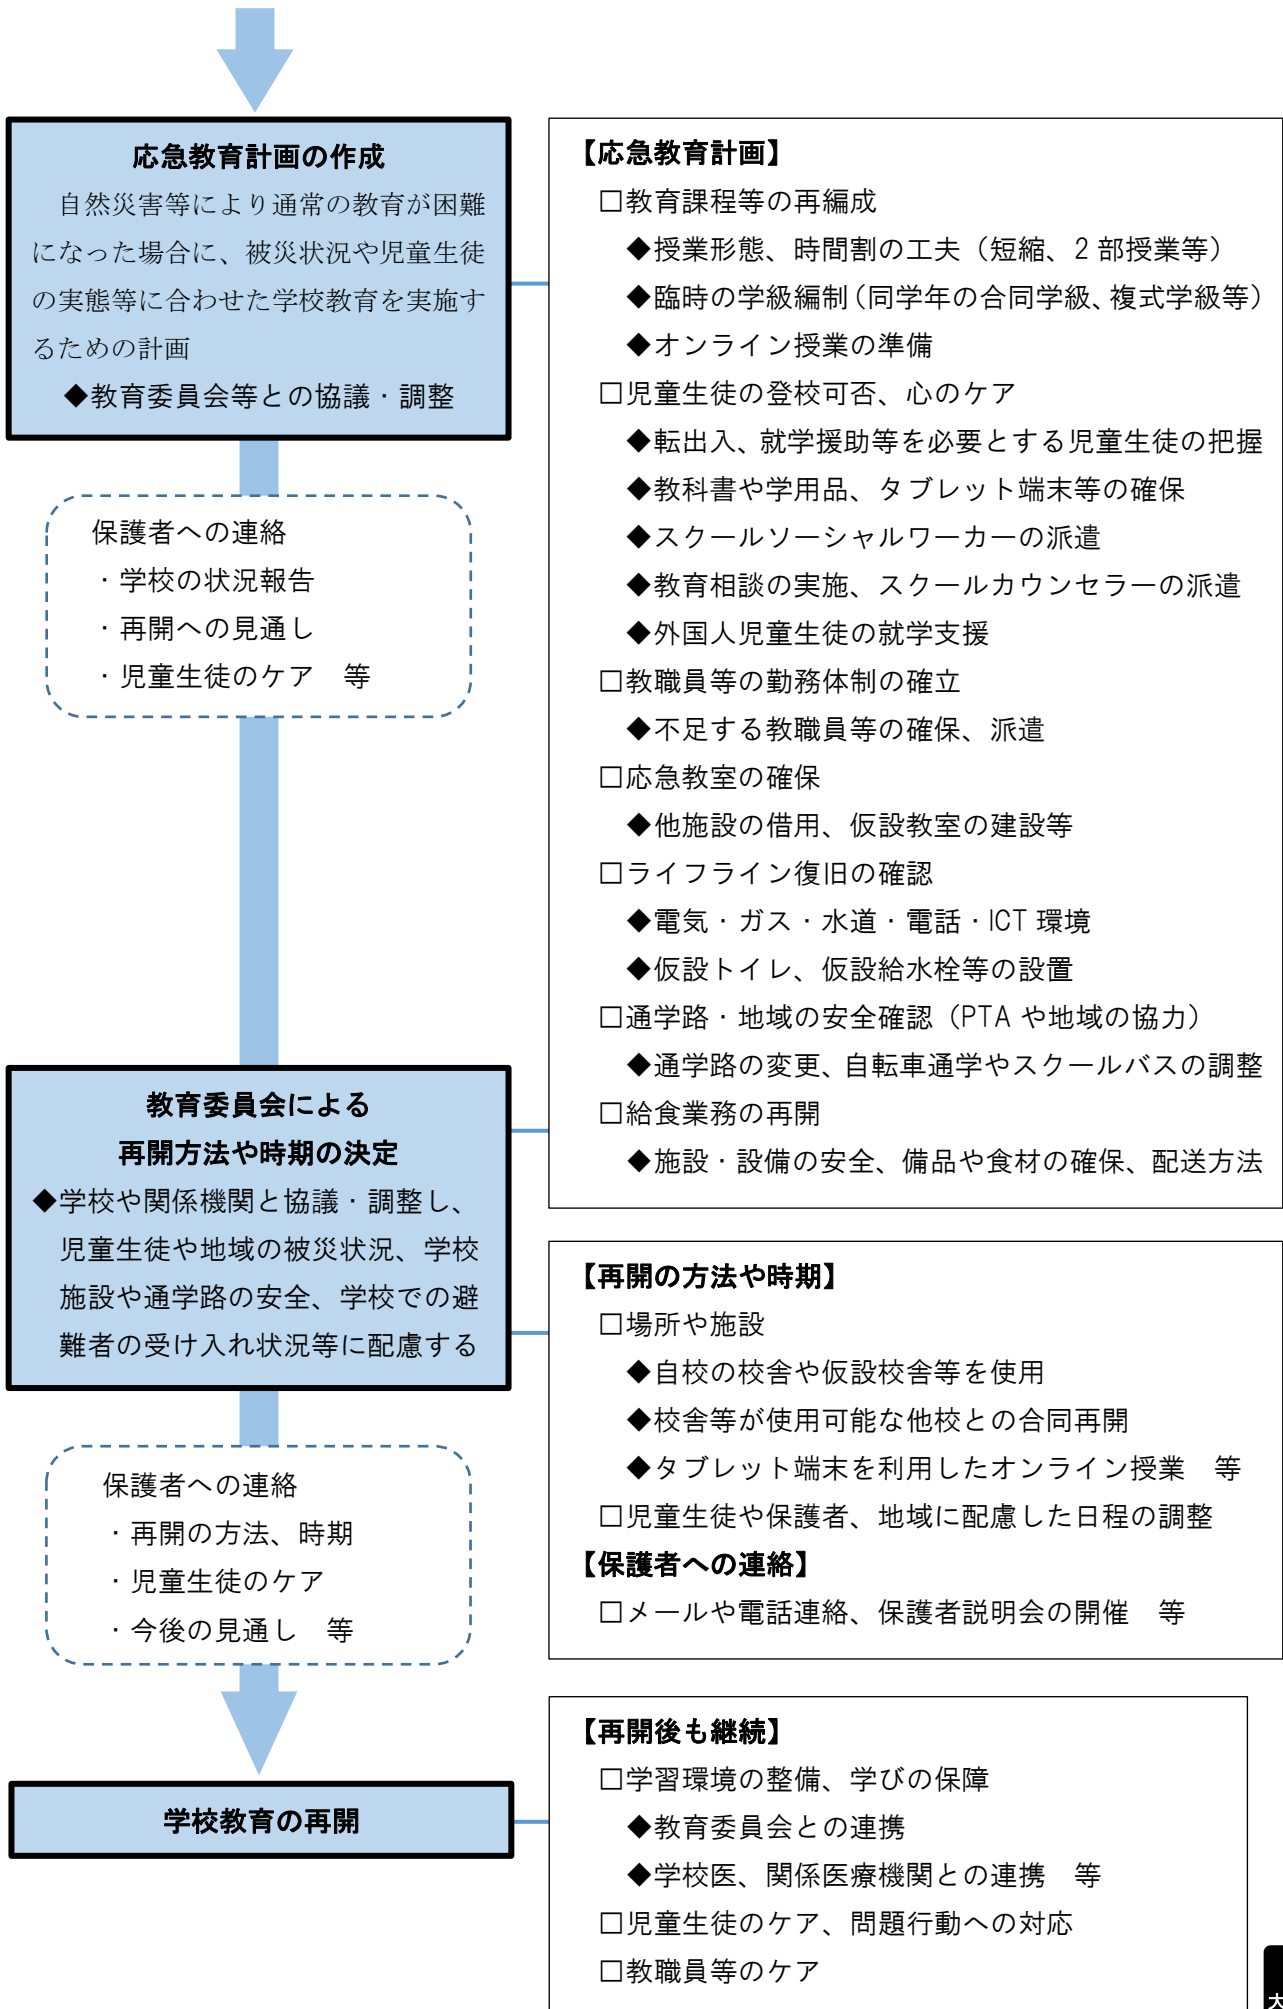 応急教育計画の作成
自然災害等により通常の教育が困難
になった場合に、被災状況や児童生徒
の実態等に合わせた学校教育を実施す
るための計画
◆教育委員会等との協議・調整
保護者への連絡
・学校の状況報告
・再開への見通し
・児童生徒のケア　等
【応急教育計画】
□教育課程等の再編成
◆授業形態、時間割の工夫（短縮、2部授業等）
◆臨時の学級編制（同学年の合同学級、複式学級等）
◆オンライン授業の準備
□児童生徒の登校可否、心のケア
◆転出入、就学援助等を必要とする児童生徒の把握
◆教科書や学用品、タブレット端末等の確保
◆スクールソーシャルワーカーの派遣
◆教育相談の実施、スクールカウンセラーの派遣
◆外国人児童生徒の就学支援
□教職員等の勤務体制の確立
◆不足する教職員等の確保、派遣
□応急教室の確保
◆他施設の借用、仮設教室の建設等
□ライフライン復旧の確認
◆電気・ガス・水道・電話・ICT 環境
◆仮設トイレ、仮設給水栓等の設置
□通学路・地域の安全確認（PTA や地域の協力）
◆通学路の変更、自転車通学やスクールバスの調整
□給食業務の再開
◆施設・設備の安全、備品や食材の確保、配送方法
教育委員会による
再開方法や時期の決定
◆学校や関係機関と協議・調整し、
児童生徒や地域の被災状況、学校
施設や通学路の安全、学校での避
難者の受け入れ状況等に配慮する
保護者への連絡
・再開の方法、時期
・児童生徒のケア
・今後の見通し　等
【再開の方法や時期】
□場所や施設
◆自校の校舎や仮設校舎等を使用
◆校舎等が使用可能な他校との合同再開
◆タブレット端末を利用したオンライン授業　等
□児童生徒や保護者、地域に配慮した日程の調整
【保護者への連絡】
□メールや電話連絡、保護者説明会の開催　等
学校教育の再開
【再開後も継続】
□学習環境の整備、学びの保障
◆教育委員会との連携
◆学校医、関係医療機関との連携　等
□児童生徒のケア、問題行動への対応
□教職員等のケア